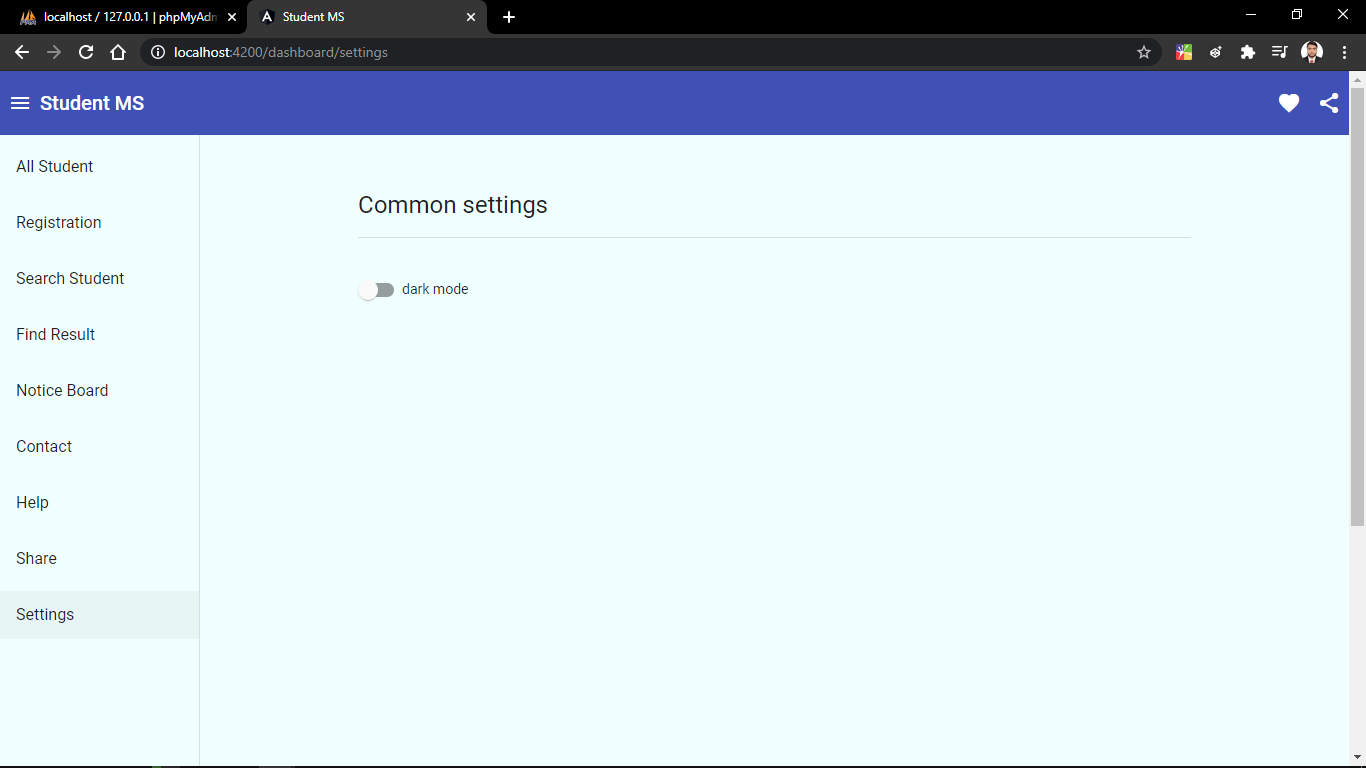 localhost / 127.0.0.1 | phpMyAdm
Student MS
localhost:4200/dashboard/settings
Student MS
All Student
Registration
Search Student
Find Result
Notice Board
Contact
Help
Share
Settings
Common settings
dark mode